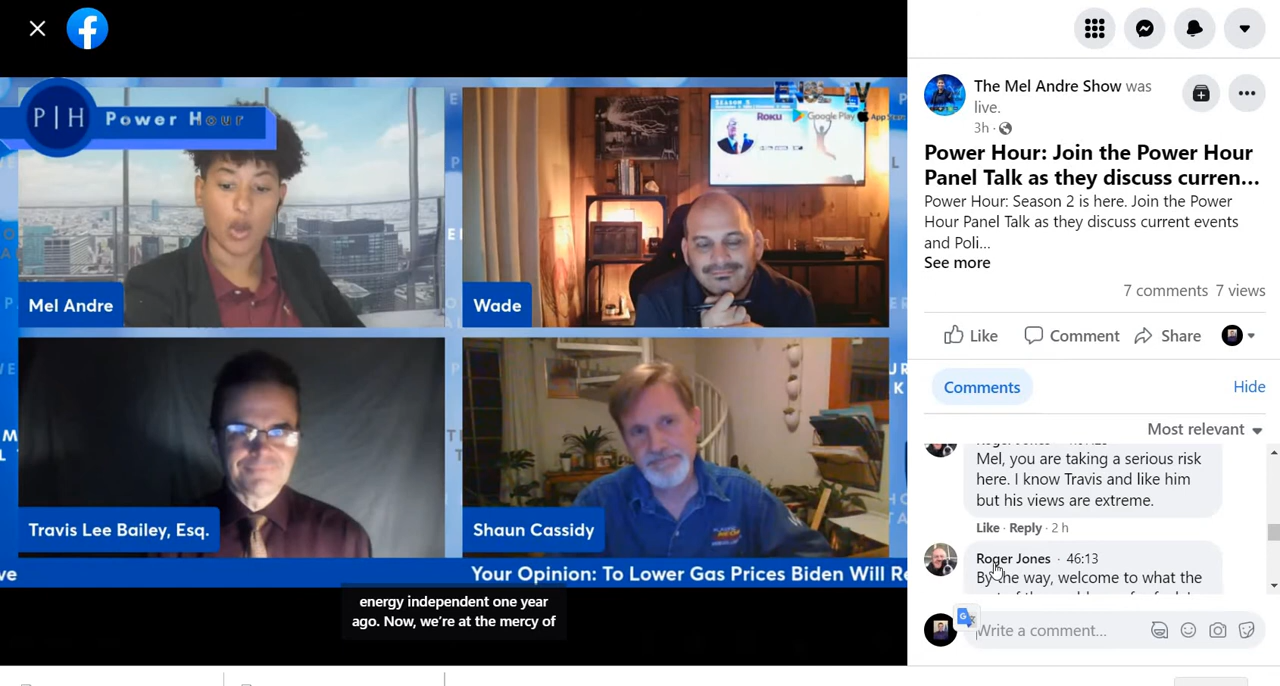 P|H Power Hour
ROKU Google Play
Mel Andre
Wade
Travis Lee Bailey, Esq.
Shaun Cassidy
ve
Your Opinion: To Lower Gas Prices Biden Will Re
energy independent one year
ago. Now, we're at the mercy of
The Mel Andre Show was
live.
3h ·
Power Hour: Join the Power Hour
Panel Talk as they discuss curren...
Power Hour: Season 2 is here. Join the Power
Hour Panel Talk as they discuss current events
and Poli...
See more
7 comments 7 views
Like Comment Share
Comments
Hide
Most relevant
Mel, you are taking a serious risk
here. I know Travis and like him
but his views are extreme.
Like · Reply · 2 h
Roger Jones · 46:13
By the way, welcome to what the
Write a comment...